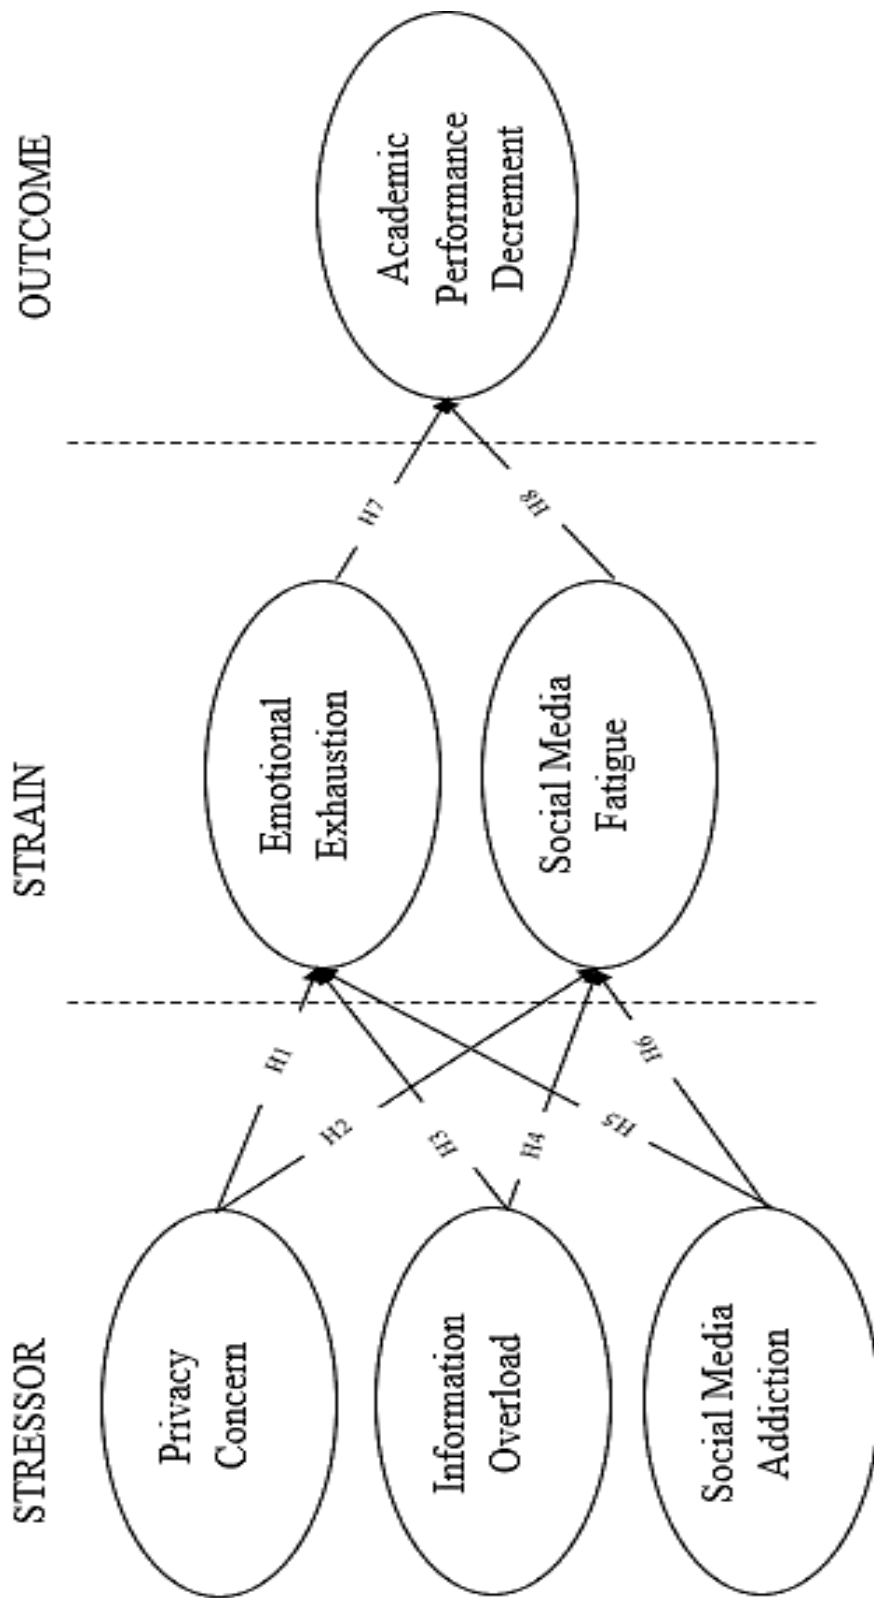 STRESSOR
STRAIN
OUTCOME
Privacy
Concern
Information
Overload
Social Media
Addiction
H1
H2
H3
H4
H5
H6
Emotional
Exhaustion
Social Media
Fatigue
H7
H8
Academic
Performance
Decrement